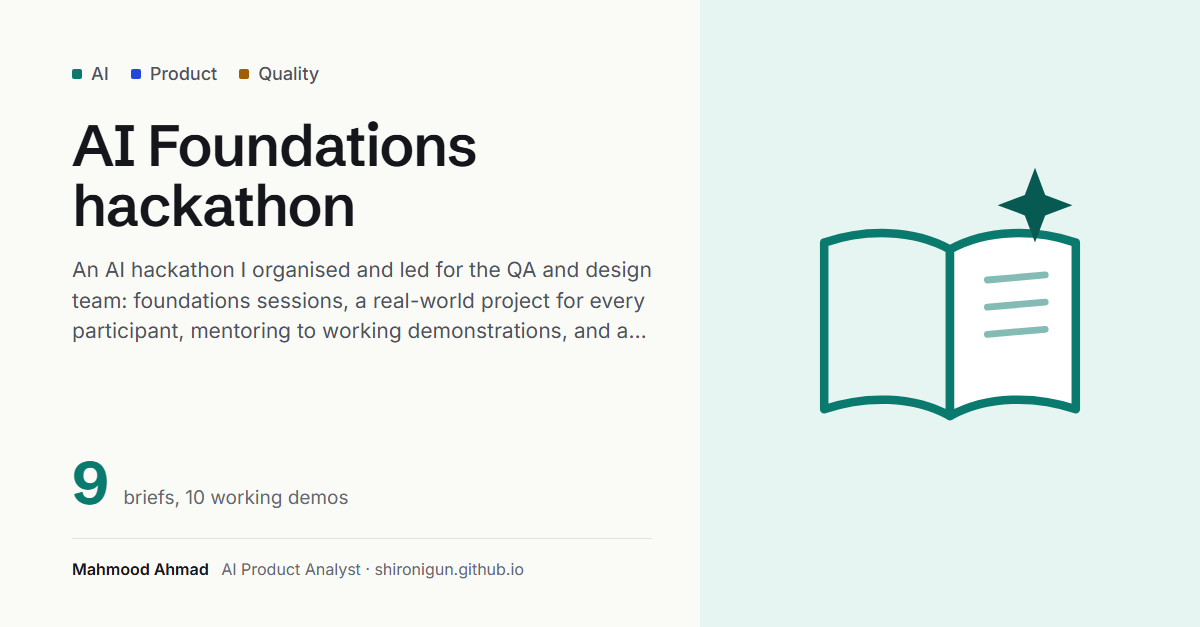 AI Product Quality
AI Foundations
hackathon
An AI hackathon I organised and led for the QA and design
team: foundations sessions, a real-world project for every
participant, mentoring to working demonstrations, and a...
9 briefs, 10 working demos
Mahmood Ahmad AI Product Analyst · shironigun.github.io